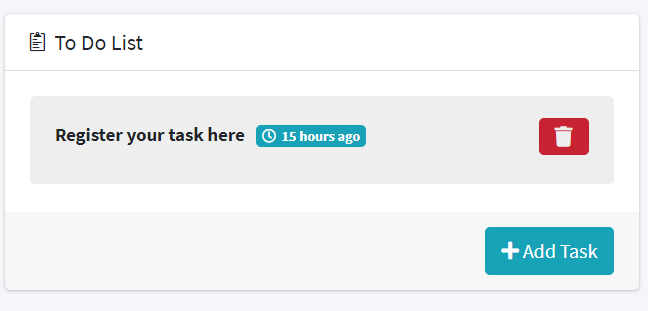 To Do List
Register your task here 15 hours ago
Add Task